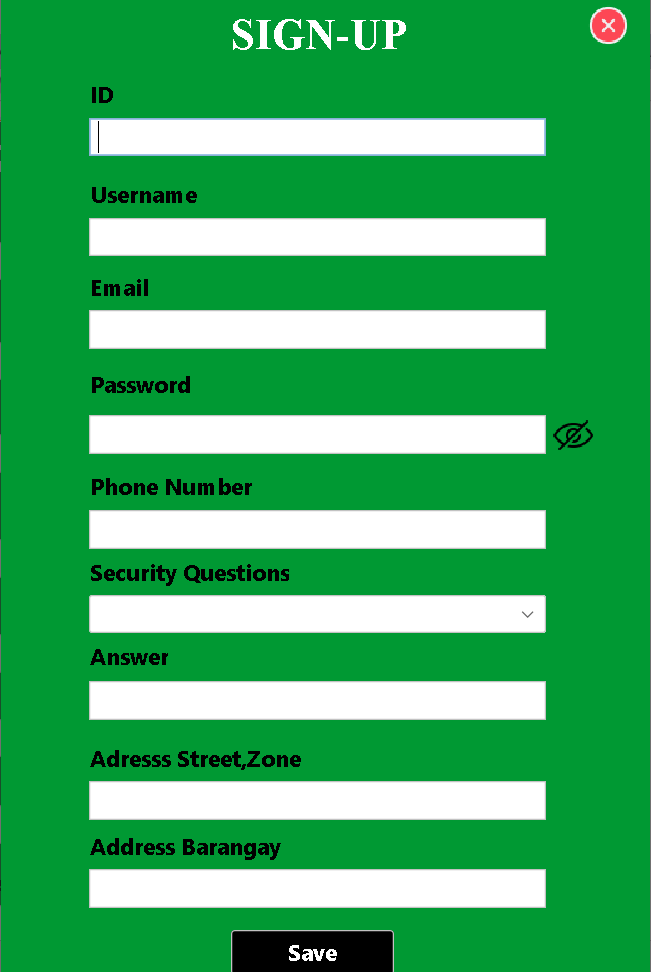 SIGN-UP
ID
Username
Email
Password
Phone Number
Security Questions
Answer
Adresss Street,Zone
Address Barangay
Save